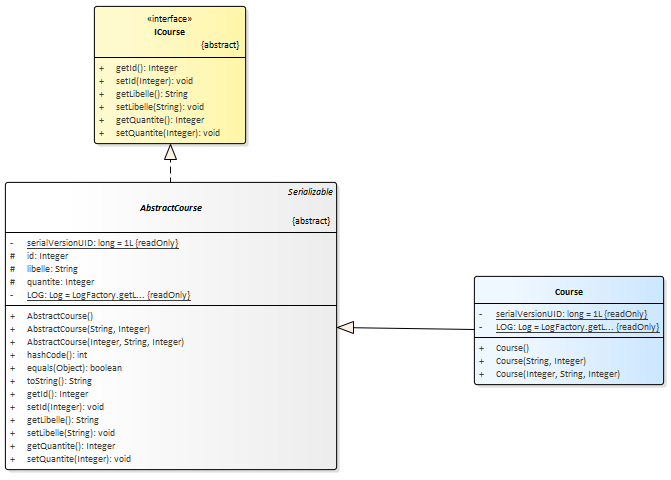 «interface»
ICourse
{abstract}
+ getId(): Integer
+ setId(Integer): void
+ getLibelle(): String
+ setLibelle(String): void
+ getQuantite(): Integer
+ setQuantite(Integer): void
Serializable
AbstractCourse
{abstract}
- serialVersionUID: long = 1L {readOnly}
# id: Integer
# libelle: String
# quantite: Integer
- LOG: Log = LogFactory.getL... {readOnly}
+ AbstractCourse()
+ AbstractCourse(String, Integer)
+ AbstractCourse(Integer, String, Integer)
+ hashCode(): int
+ equals(Object): boolean
+ toString(): String
+ getId(): Integer
+ setId(Integer): void
+ getLibelle(): String
+ setLibelle(String): void
+ getQuantite(): Integer
+ setQuantite(Integer): void
Course
- serialVersionUID: long = 1L {readOnly}
- LOG: Log = LogFactory.getL... {readOnly}
+ Course()
+ Course(String, Integer)
+ Course(Integer, String, Integer)